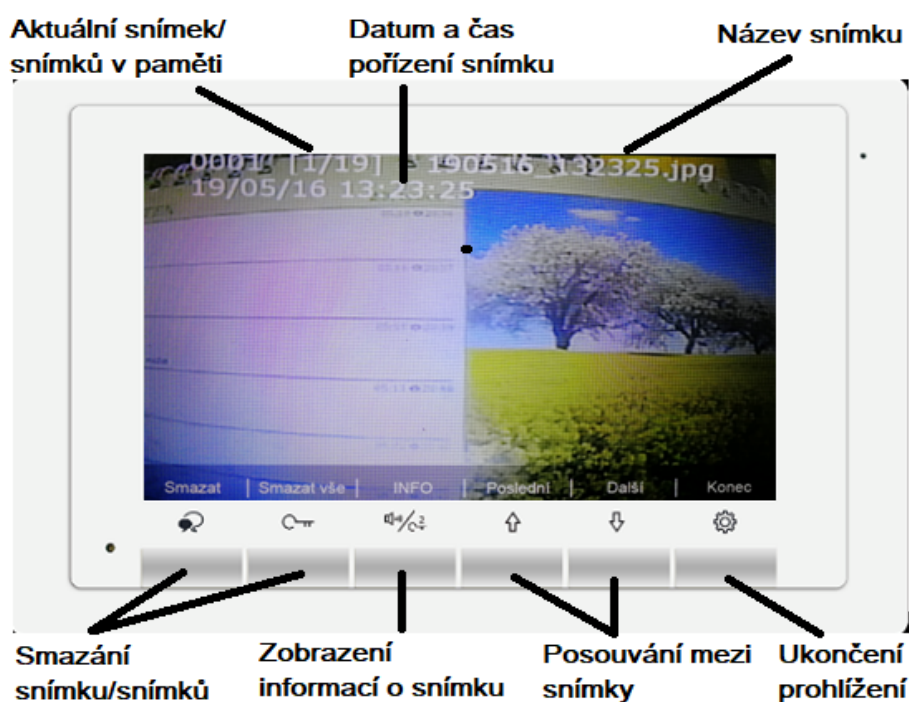 Aktuální snímek/
snímků v paměti
Datum a čas
pořízení snímku
Název snímku
0001 [1/19] 190516_132325.jpg
19/05/16 13:23:25
Smazat | Smazat vše | INFO | Poslední | Další | Konec
Smazání
snímku/snímků
Zobrazení
informací o snímku
Posouvání mezi
snímky
Ukončení
prohlížení